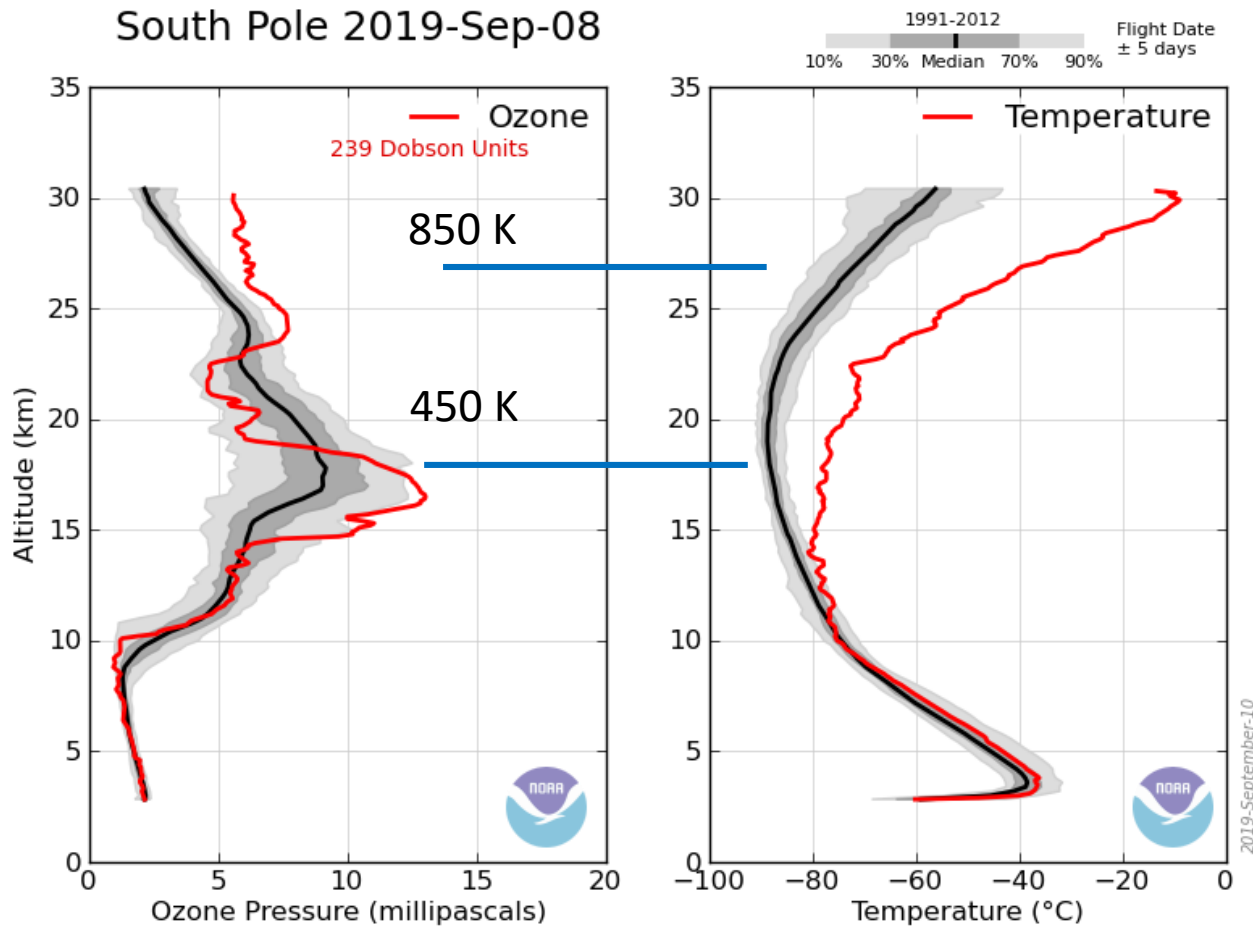 South Pole 2019-Sep-08
1991-2012
10% 30% Median 70% 90%
Flight Date
± 5 days
Ozone
239 Dobson Units
850 K
450 K
Altitude (km)
35
30
25
20
15
10
5
0
0 5 10 15 20
Ozone Pressure (millipascals)
NOAA
Temperature
35
30
25
20
15
10
5
0
−100 −80 −60 −40 −20 0
Temperature (°C)
NOAA
2019-September-10